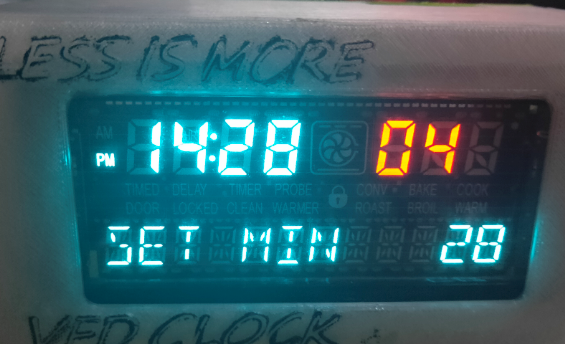 LESS IS MORE
AM
PM 14:28 04
TIMED DELAY TIMER PROBE CONV BAKE COOK
DOOR LOCKED CLEAN WARMER ROAST BROIL WARM
SET MIN 28
VFD CLOCK